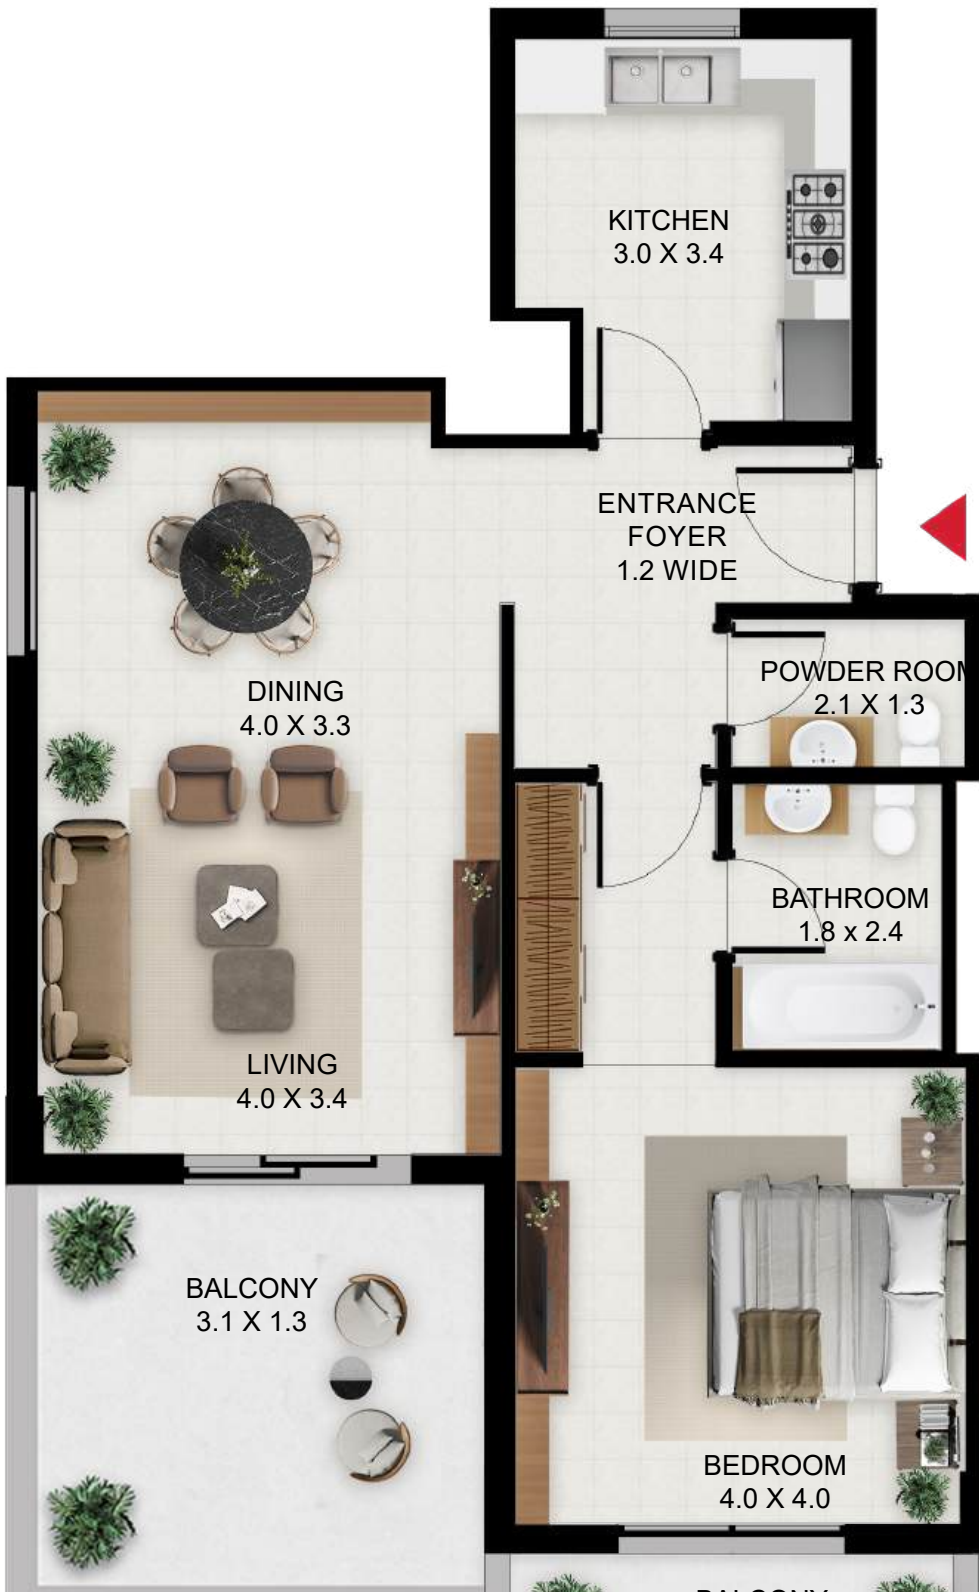 KITCHEN
3.0 X 3.4
ENTRANCE
FOYER
1.2 WIDE
POWDER ROOM
2.1 X 1.3
DINING
4.0 X 3.3
BATHROOM
1.8 x 2.4
LIVING
4.0 X 3.4
BALCONY
3.1 X 1.3
BEDROOM
4.0 X 4.0
BALCONY